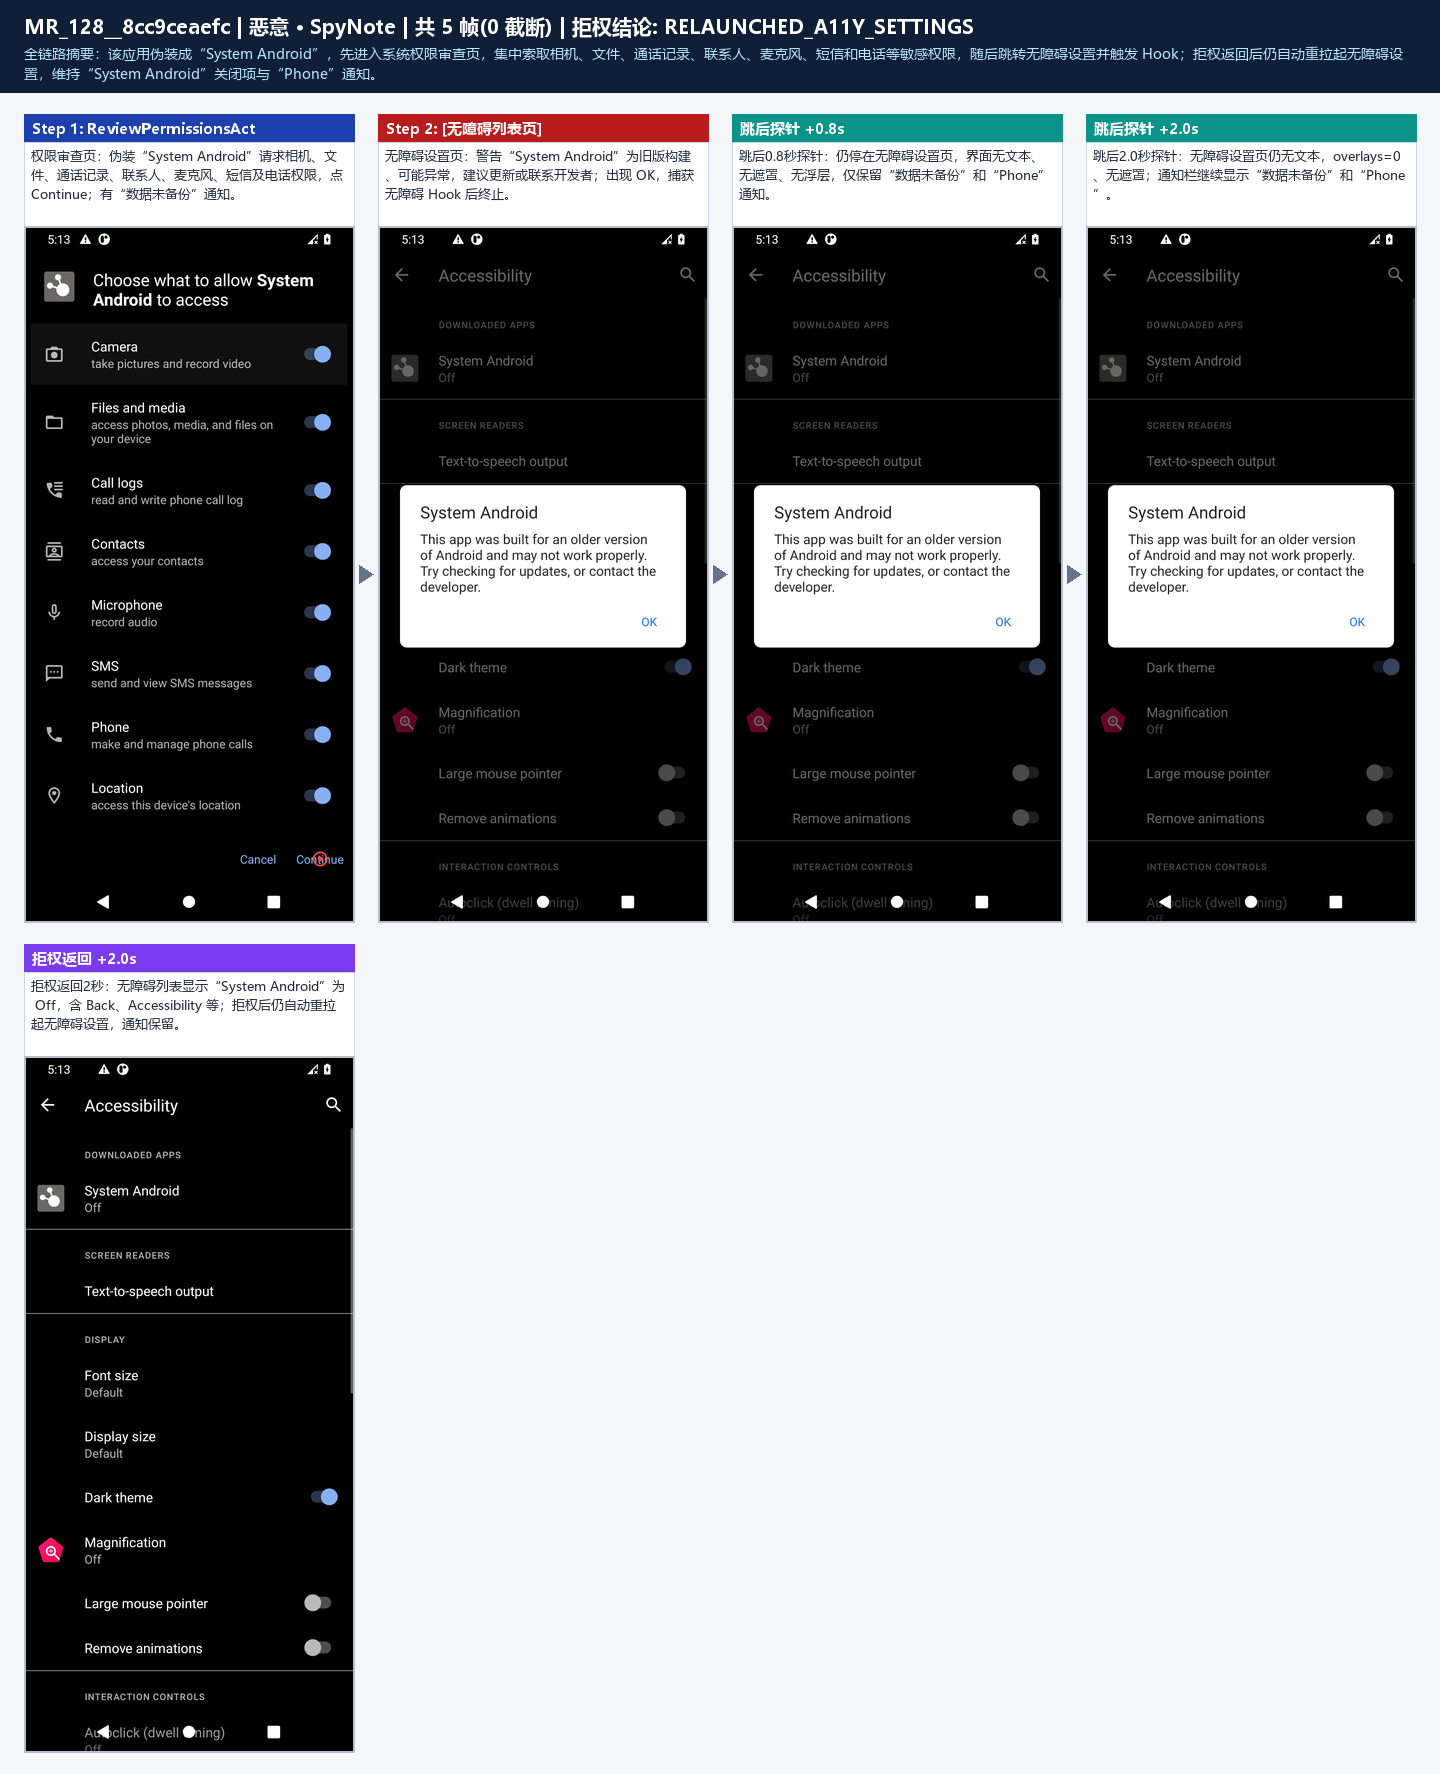 MR_128__8cc9ceaefc | 恶意 • SpyNote | 共 5 帧(0 截断) | 拒权结论: RELAUNCHED_A11Y_SETTINGS
全链路摘要：该应用伪装成“System Android”，先进入系统权限审查页，集中索取相机、文件、通话记录、联系人、麦克风、短信和电话等敏感权限，随后跳转无障碍设置并触发 Hook；拒权返回后仍自动重拉起无障碍设
置，维持“System Android”关闭项与“Phone”通知。
Step 1: ReviewPermissionsAct
权限审查页：伪装“System Android”请求相机、文
件、通话记录、联系人、麦克风、短信及电话权限，点
Continue；有“数据未备份”通知。
5:13
Choose what to allow System
Android to access
Camera
take pictures and record video
Files and media
access photos, media, and files on
your device
Call logs
read and write phone call log
Contacts
access your contacts
Microphone
record audio
SMS
send and view SMS messages
Phone
make and manage phone calls
Location
access this device's location
Cancel Continue
Step 2: [无障碍列表页]
无障碍设置页：警告“System Android”为旧版构建
、可能异常，建议更新或联系开发者；出现 OK，捕获
无障碍 Hook 后终止。
5:13
Accessibility
DOWNLOADED APPS
System Android
Off
SCREEN READERS
Text-to-speech output
System Android
This app was built for an older version
of Android and may not work properly.
Try checking for updates, or contact the
developer.
OK
Dark theme
Magnification
Off
Large mouse pointer
Remove animations
INTERACTION CONTROLS
Autoclick (dwell timing)
Off
跳后探针 +0.8s
跳后0.8秒探针：仍停在无障碍设置页，界面无文本、
无遮罩、无浮层，仅保留“数据未备份”和“Phone”
通知。
5:13
Accessibility
DOWNLOADED APPS
System Android
Off
SCREEN READERS
Text-to-speech output
System Android
This app was built for an older version
of Android and may not work properly.
Try checking for updates, or contact the
developer.
OK
Dark theme
Magnification
Off
Large mouse pointer
Remove animations
INTERACTION CONTROLS
Autoclick (dwell timing)
Off
跳后探针 +2.0s
跳后2.0秒探针：无障碍设置页仍无文本，overlays=0
、无遮罩；通知栏继续显示“数据未备份”和“Phone
”。
5:13
Accessibility
DOWNLOADED APPS
System Android
Off
SCREEN READERS
Text-to-speech output
System Android
This app was built for an older version
of Android and may not work properly.
Try checking for updates, or contact the
developer.
OK
Dark theme
Magnification
Off
Large mouse pointer
Remove animations
INTERACTION CONTROLS
Autoclick (dwell timing)
Off
拒权返回 +2.0s
拒权返回2秒：无障碍列表显示“System Android”为
Off，含 Back、Accessibility 等；拒权后仍自动重拉
起无障碍设置，通知保留。
5:13
Accessibility
DOWNLOADED APPS
System Android
Off
SCREEN READERS
Text-to-speech output
DISPLAY
Font size
Default
Display size
Default
Dark theme
Magnification
Off
Large mouse pointer
Remove animations
INTERACTION CONTROLS
Autoclick (dwell timing)
Off